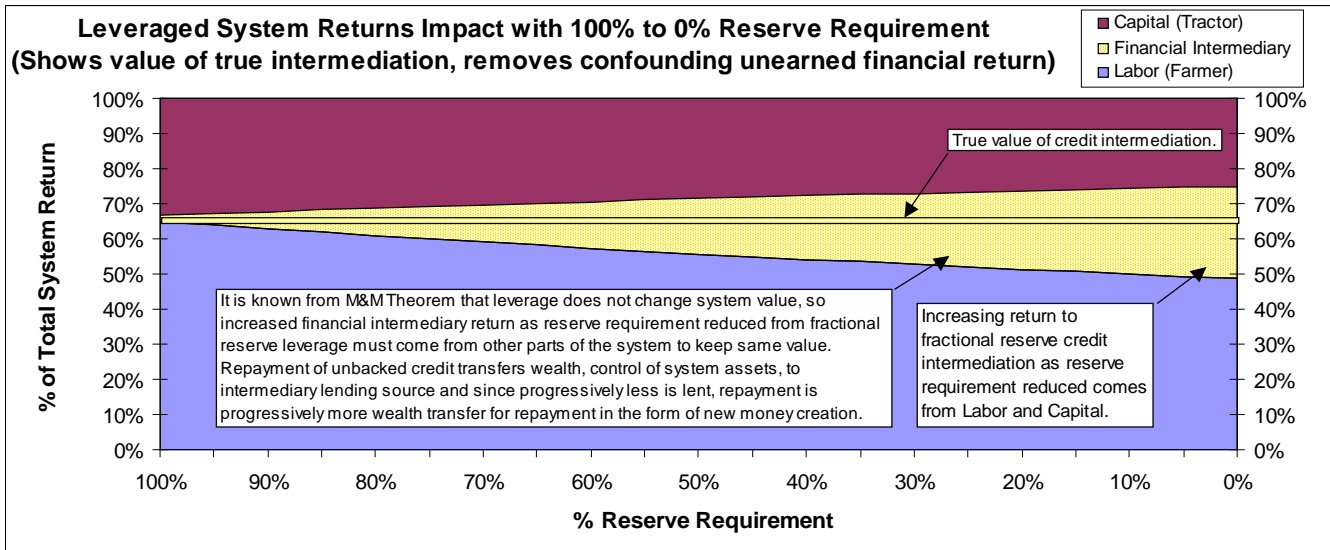 Leveraged System Returns Impact with 100% to 0% Reserve Requirement
(Shows value of true intermediation, removes confounding unearned financial return)
Capital (Tractor)
Financial Intermediary
Labor (Farmer)
% of Total System Return
100%
90%
80%
70%
60%
50%
40%
30%
20%
10%
0%
100%
90%
80%
70%
60%
50%
40%
30%
20%
10%
0%
True value of credit intermediation.
It is known from M&M Theorem that leverage does not change system value, so
increased financial intermediary return as reserve requirement reduced from fractional
reserve leverage must come from other parts of the system to keep same value.
Repayment of unbacked credit transfers wealth, control of system assets, to
intermediary lending source and since progressively less is lent, repayment is
progressively more wealth transfer for repayment in the form of new money creation.
Increasing return to
fractional reserve credit
intermediation as reserve
requirement reduced comes
from Labor and Capital.
100% 90% 80% 70% 60% 50% 40% 30% 20% 10% 0%
% Reserve Requirement